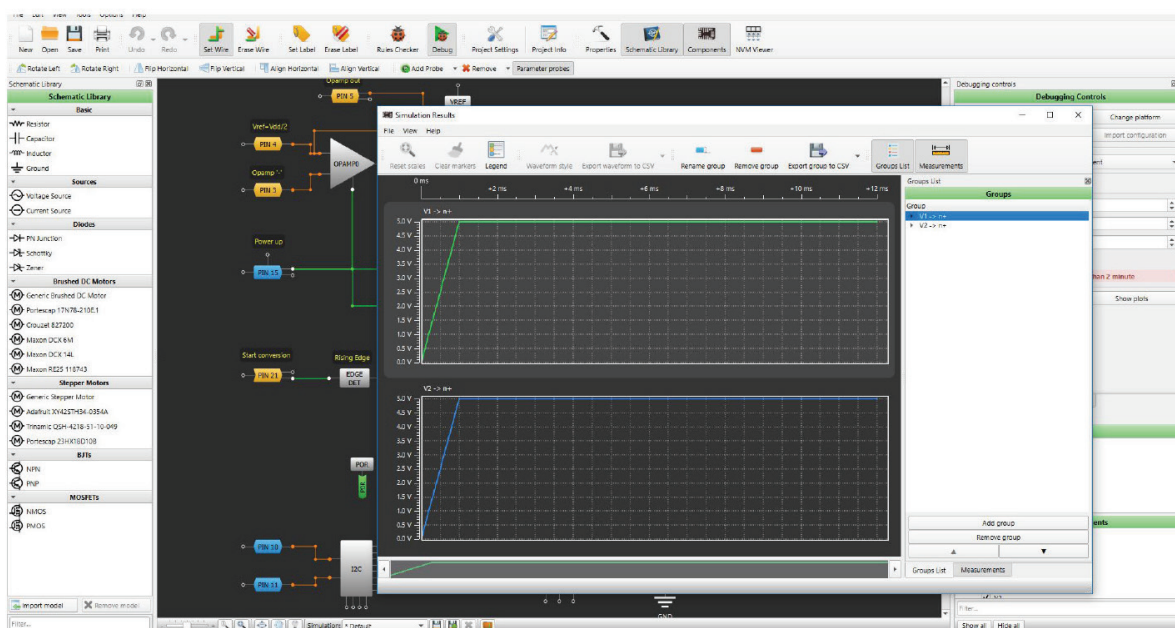 File Edit View Tools Options Help
New Open Save Print Undo Redo Set Wire Erase Wire Set Label Erase Label Rules Checker Debug Project Settings Project Info Properties Schematic Library Components NVM Viewer
Rotate Left Rotate Right Flip Horizontal Flip Vertical Align Horizontal Align Vertical Add Probe Remove Parameter probes
Schematic Library
Schematic Library
Basic
Resistor
Capacitor
Inductor
Ground
Sources
Voltage Source
Current Source
Diodes
PN Junction
Schottky
Zener
Brushed DC Motors
Generic Brushed DC Motor
Portescap 17N78-210E.1
Crouzet 827200
Maxon DCX 6M
Maxon DCX 14L
Maxon RE25 118743
Stepper Motors
Generic Stepper Motor
Adafruit XY42STH34-0354A
Trinamic QSH-4218-51-10-049
Portescap 23HX18D10B
BJTs
NPN
PNP
MOSFETs
NMOS
PMOS
Import model Remove model
Filter...
Opamp out
PIN 5
VREF
Vref=Vdd/2
PIN 4
OPAMP0
Opamp '-'
PIN 3
Power up
PIN 15
Start conversion
PIN 21
Rising Edge
EDGE
DET
POR
PIN 10
I2C
PIN 11
GND
Simulation: * Default*
Simulation Results
File View Help
Reset scales Clear markers Legend Waveform style Export waveform to CSV Rename group Remove group Export group to CSV Groups List Measurements
0 ms
+2 ms +4 ms +6 ms +8 ms +10 ms +12 ms
V1 -> n+
5.0 V
4.5 V
4.0 V
3.5 V
3.0 V
2.5 V
2.0 V
1.5 V
1.0 V
0.5 V
0.0 V
V2 -> n+
5.0 V
4.5 V
4.0 V
3.5 V
3.0 V
2.5 V
2.0 V
1.5 V
1.0 V
0.5 V
0.0 V
Groups List
Groups
Group
V1 -> n+
V2 -> n+
Add group
Remove group
Groups List Measurements
Debugging controls
Debugging Controls
Change platform
Import configuration
than 2 minute
Show plots
Filter...
Show all Hide all